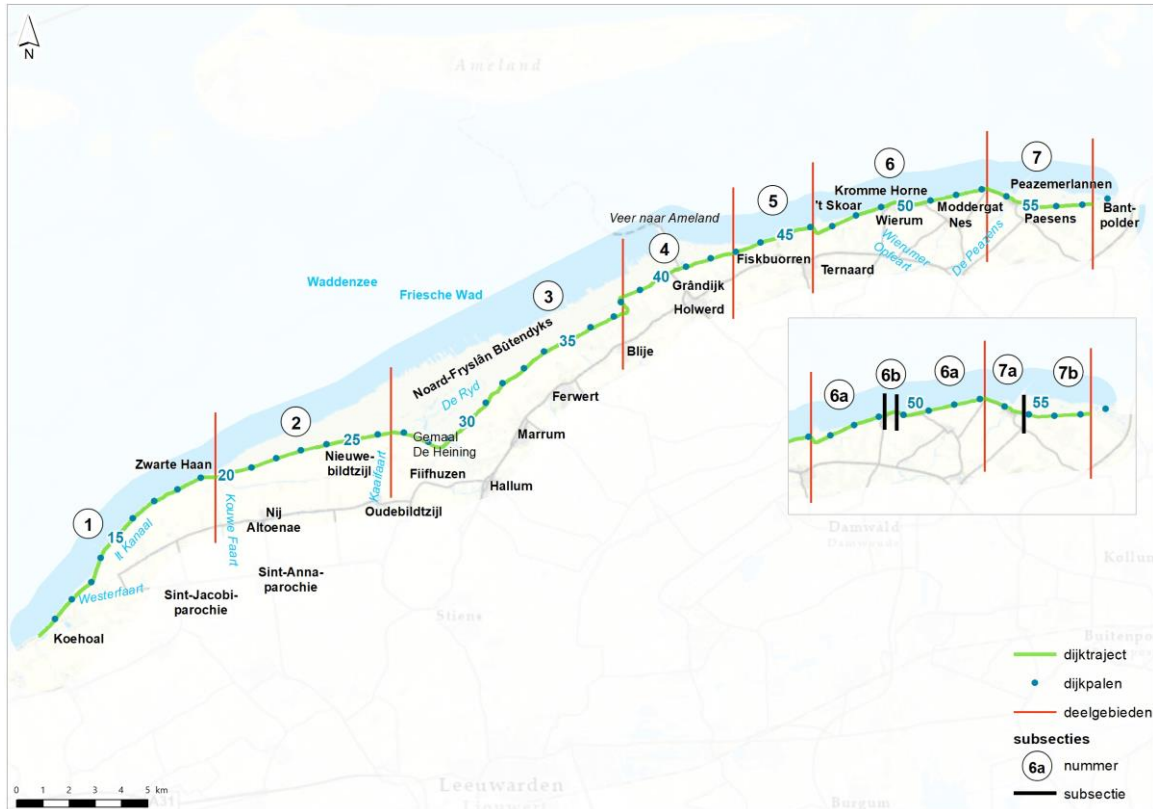 N
Ameland
6
7
Peazemerlannen
Kromme Horne
't Skoar
50
55
Bant-
polder
Moddergat
Nes
Paesens
Wierum
5
Veer naar Ameland
45
Wierumer
Opfeart
De Peazens
4
Fiskbuorren
Ternaard
40
Grândijk
Holwerd
Waddenzee
Friesche Wad
3
35
Noard-Fryslân Bûtendyks
Blije
De Ryd
Ferwert
30
2
25
Gemaal
De Heining
Marrum
Nieuwe-
bildtzijl
Fiifhuzen
Zwarte Haan
20
Kaalfaart
Hallum
Oudebildtzijl
Kouwe Faart
Nij
Altoenae
1
15
It Kanaal
Sint-Anna-
parochie
Westerfaart
Sint-Jacobi-
parochie
Koehoal
Stiens
6a
6b
6a
7a
7b
50
55
Damwald
Damwoude
Kollum
Buitenpo
Leeuwarden
Burgum
A31
dijktraject
dijkpalen
deelgebieden
subsecties
6a
nummer
subsectie
0 1 2 3 4 5 km